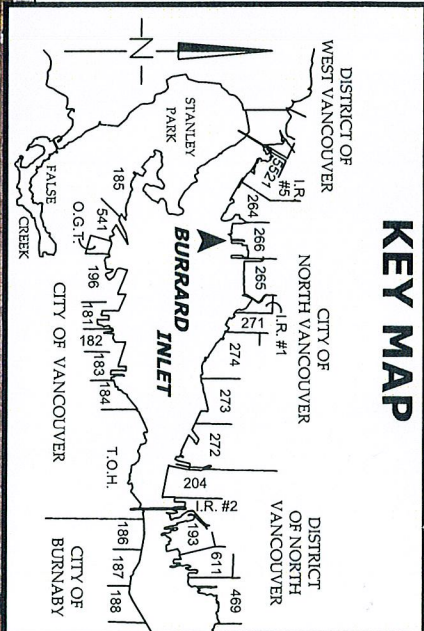 KEY MAP
DISTRICT OF
WEST VANCOUVER
CITY OF
NORTH VANCOUVER
DISTRICT
OF NORTH
VANCOUVER
I.R.
#5
5521
264
266
265
I.R. #1
271
274
273
272
204
I.R. #2
193
611
469
STANLEY
PARK
BURRARD
INLET
N
185
541
O.G.T.
196
181
182
183
184
T.O.H.
186
187
188
FALSE
CREEK
CITY OF VANCOUVER
CITY OF
BURNABY